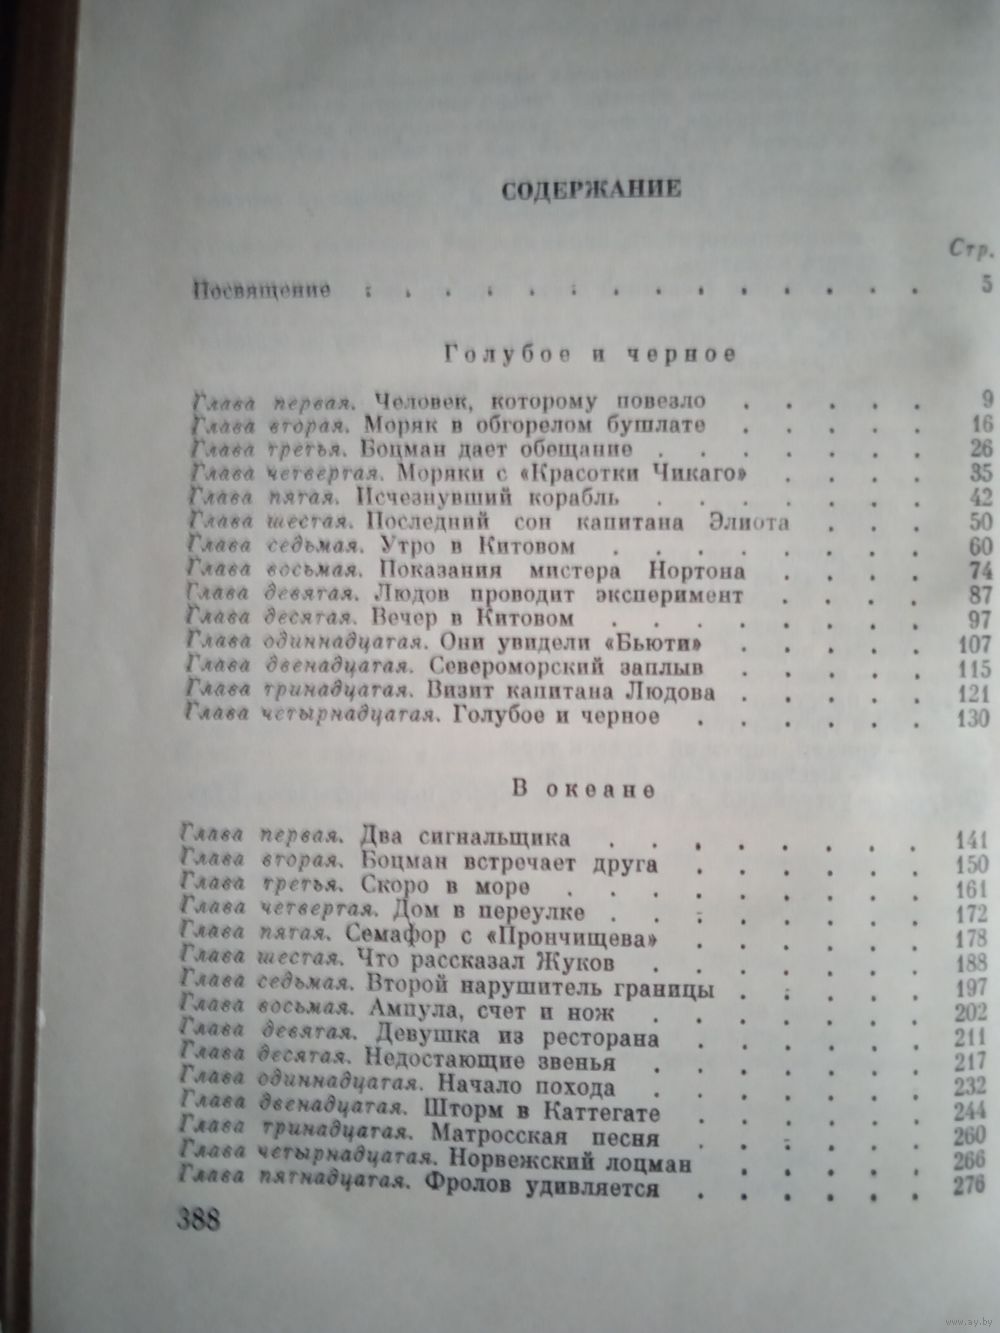 СОДЕРЖАНИЕ
Стр.
Посвящение . . . . . . . . . . . . . . 5
Голубое и черное
Глава первая. Человек, которому повезло . . . . . 9
Глава вторая. Моряк в обгорелом бушлате . . . . . 16
Глава третья. Боцман дает обещание . . . . . . . 26
Глава четвертая. Моряки с «Красотки Чикаго» . . . . 35
Глава пятая. Исчезнувший корабль . . . . . . . 42
Глава шестая. Последний сон капитана Элиота . . . 50
Глава седьмая. Утро в Китовом . . . . . . . . 60
Глава восьмая. Показания мистера Нортона . . . . 74
Глава девятая. Людов проводит эксперимент . . . . 87
Глава десятая. Вечер в Китовом . . . . . . . . 97
Глава одиннадцатая. Они увидели «Бьюти» . . . . . 107
Глава двенадцатая. Североморский заплыв . . . . . 115
Глава тринадцатая. Визит капитана Людова . . . . . 121
Глава четырнадцатая. Голубое и черное . . . . . . 130
В океане
Глава первая. Два сигнальщика . . . . . . . . 141
Глава вторая. Боцман встречает друга . . . . . . 150
Глава третья. Скоро в море . . . . . . . . . 161
Глава четвертая. Дом в переулке . . . . . . . . 172
Глава пятая. Семафор с «Прончищева» . . . . . . 178
Глава шестая. Что рассказал Жуков . . . . . . . 188
Глава седьмая. Второй нарушитель границы . . . . . 197
Глава восьмая. Ампула, счет и нож . . . . . . . 202
Глава девятая. Девушка из ресторана . . . . . . 211
Глава десятая. Недостающие звенья . . . . . . . 217
Глава одиннадцатая. Начало похода . . . . . . . 232
Глава двенадцатая. Шторм в Каттегате . . . . . . 244
Глава тринадцатая. Матросская песня . . . . . . 260
Глава четырнадцатая. Норвежский лоцман . . . . . 266
Глава пятнадцатая. Фролов удивляется . . . . . . 276
388
www.ay.by